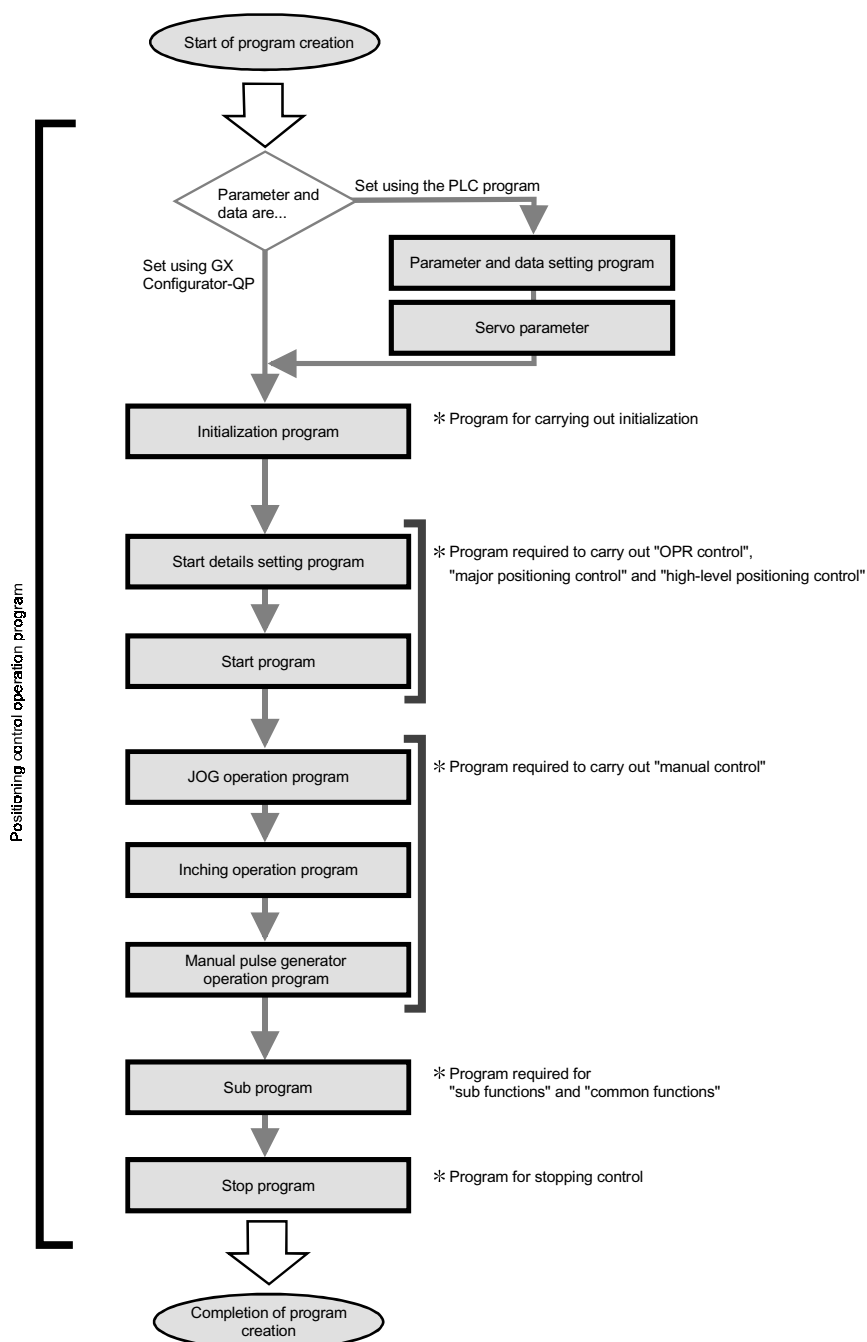 Start of program creation
Parameter and
data are...
Set using the PLC program
Set using GX
Configurator-QP
Parameter and data setting program
Servo parameter
Initialization program
* Program for carrying out initialization
Start details setting program
* Program required to carry out "OPR control",
"major positioning control" and "high-level positioning control"
Start program
JOG operation program
* Program required to carry out "manual control"
Inching operation program
Manual pulse generator
operation program
Sub program
* Program required for
"sub functions" and "common functions"
Stop program
* Program for stopping control
Completion of program
creation
Positioning control operation program